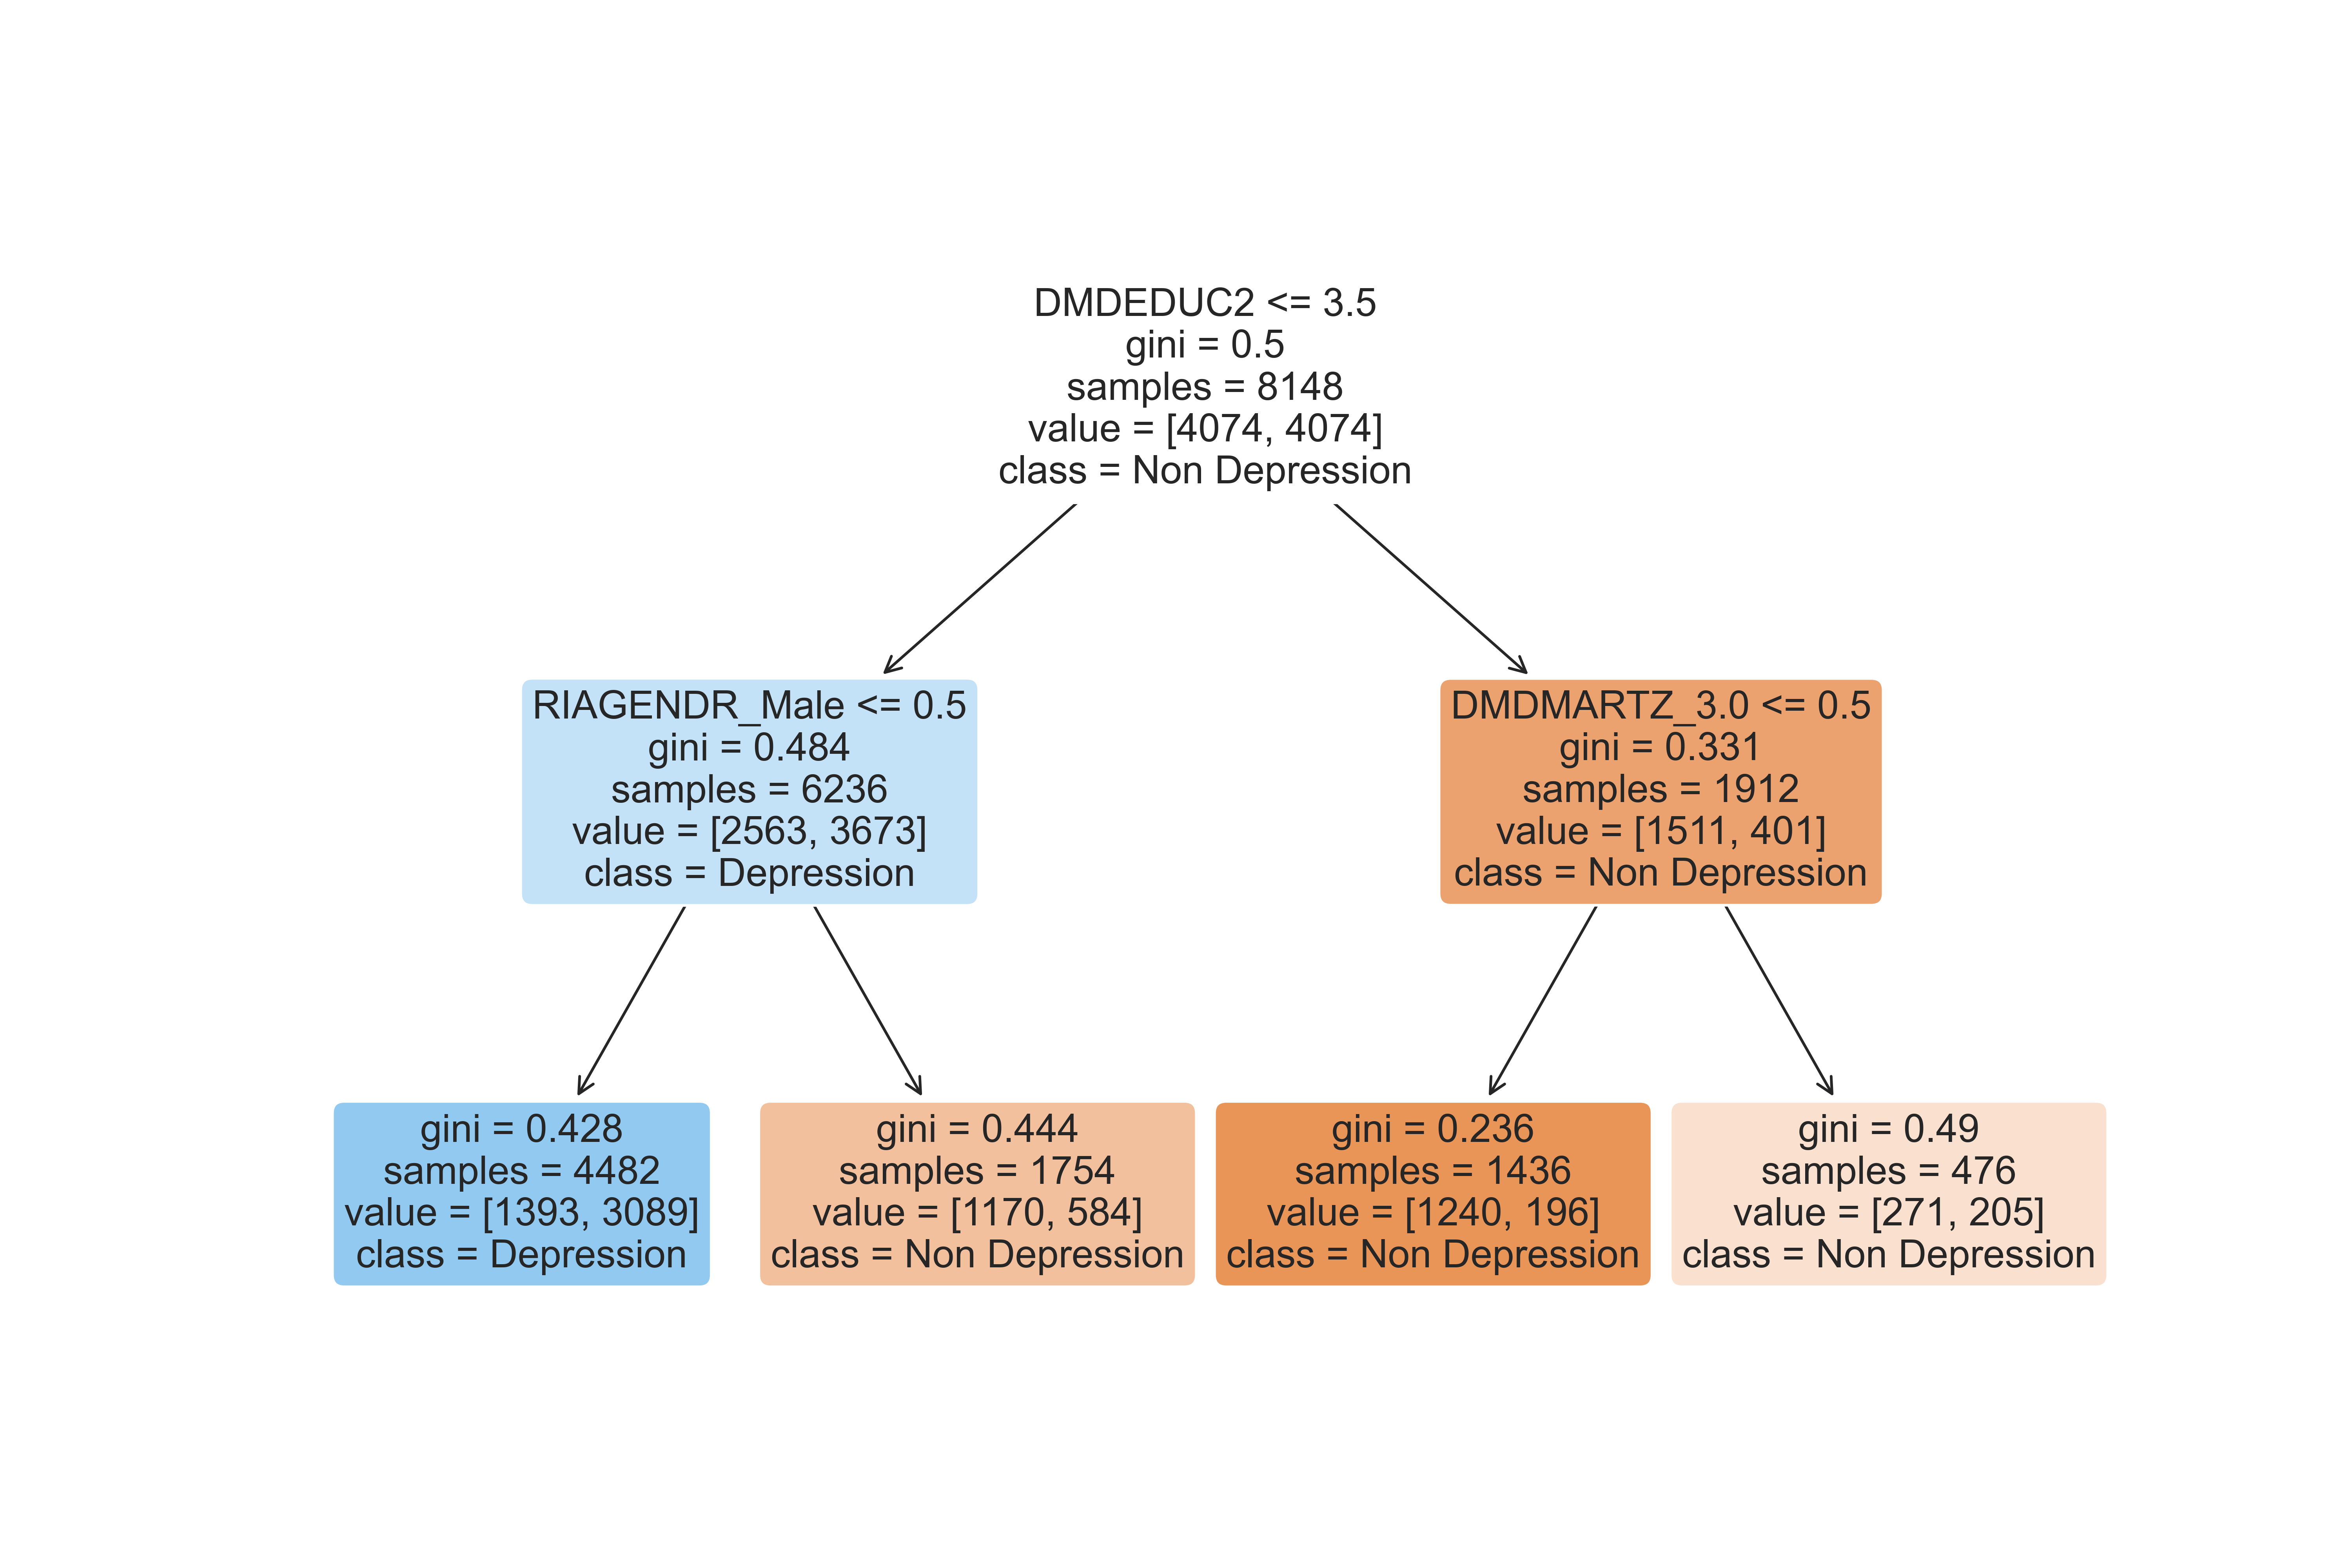 DMDEDUC2 <= 3.5
gini = 0.5
samples = 8148
value = [4074, 4074]
class = Non Depression
RIAGENDR_Male <= 0.5
gini = 0.484
samples = 6236
value = [2563, 3673]
class = Depression
DMDMARTZ_3.0 <= 0.5
gini = 0.331
samples = 1912
value = [1511, 401]
class = Non Depression
gini = 0.428
samples = 4482
value = [1393, 3089]
class = Depression
gini = 0.444
samples = 1754
value = [1170, 584]
class = Non Depression
gini = 0.236
samples = 1436
value = [1240, 196]
class = Non Depression
gini = 0.49
samples = 476
value = [271, 205]
class = Non Depression